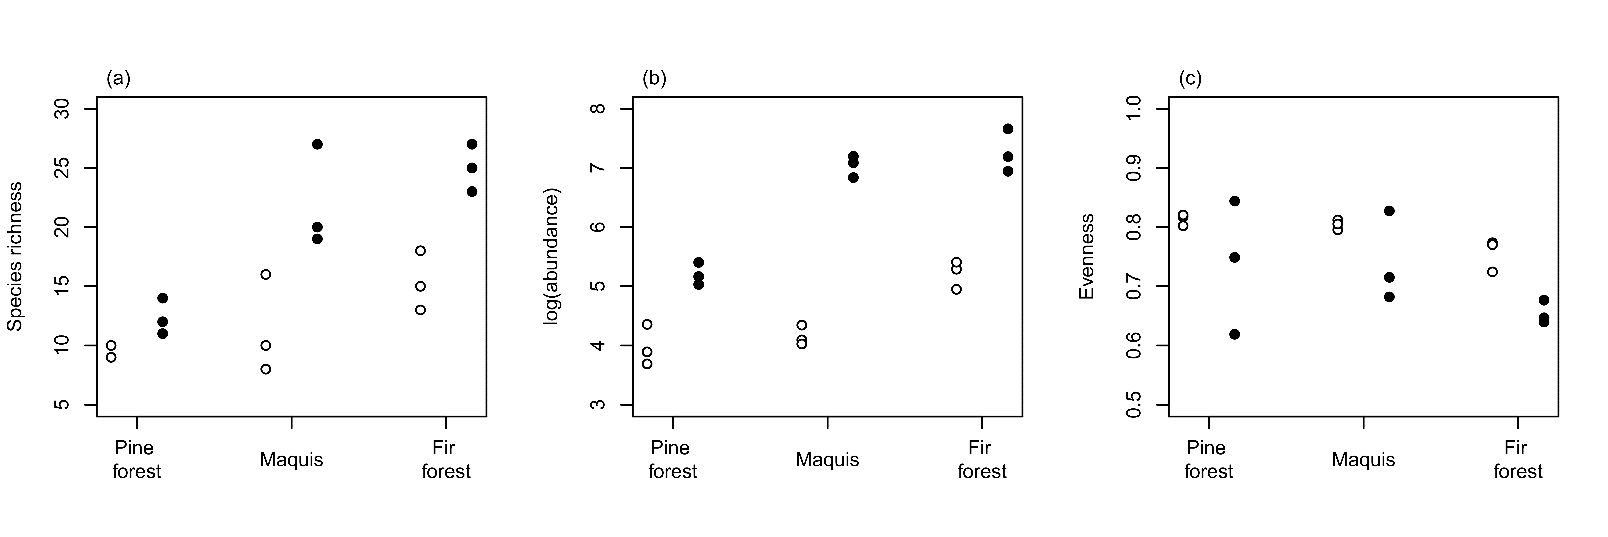 (a)
Species richness
30
25
20
15
10
5
Pine
forest
Maquis
Fir
forest
(b)
log(abundance)
8
7
6
5
4
3
Pine
forest
Maquis
Fir
forest
(c)
Evenness
1.0
0.9
0.8
0.7
0.6
0.5
Pine
forest
Maquis
Fir
forest